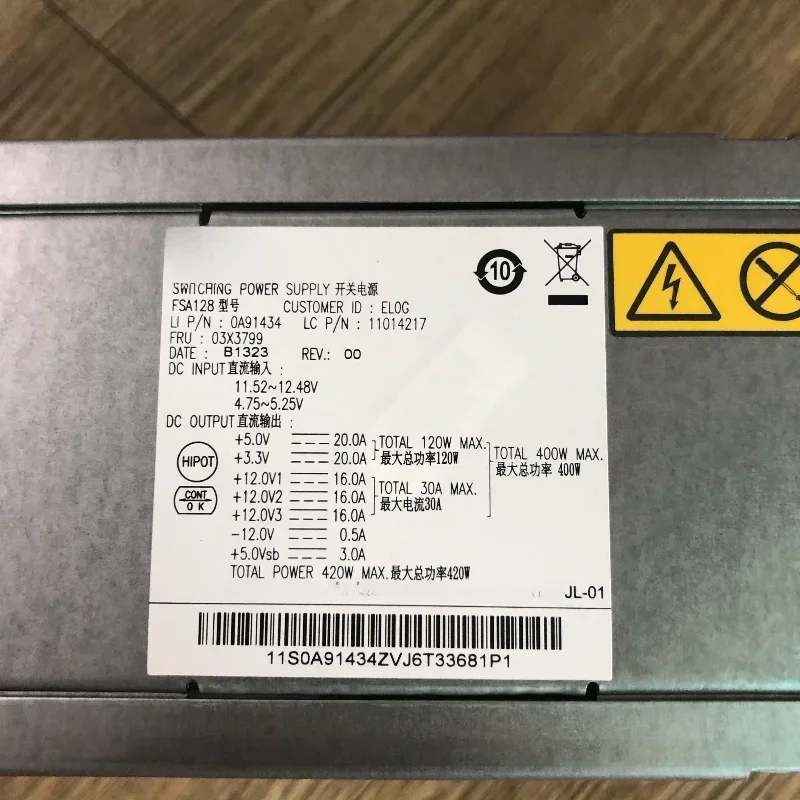 10
SWITCHING POWER SUPPLY 开关电源
FSA128 型号 CUSTOMER ID : ELOG
LI P/N : 0A91434 LC P/N : 11014217
FRU : 03X3799
DATE : B1323 REV.: 00
DC INPUT 直流输入 :
11.52~12.48V
4.75~5.25V
DC OUTPUT 直流输出 :
+5.0V 20.0A TOTAL 120W MAX. TOTAL 400W MAX.
+3.3V 20.0A 最大总功率120W 最大总功率 400W
HIPOT
+12.0V1 16.0A TOTAL 30A MAX.
CONT OK
+12.0V2 16.0A 最大电流30A
+12.0V3 16.0A
-12.0V 0.5A
+5.0Vsb 3.0A
TOTAL POWER 420W MAX.最大总功率420W
JL-01
11S0A91434ZVJ6T33681P1